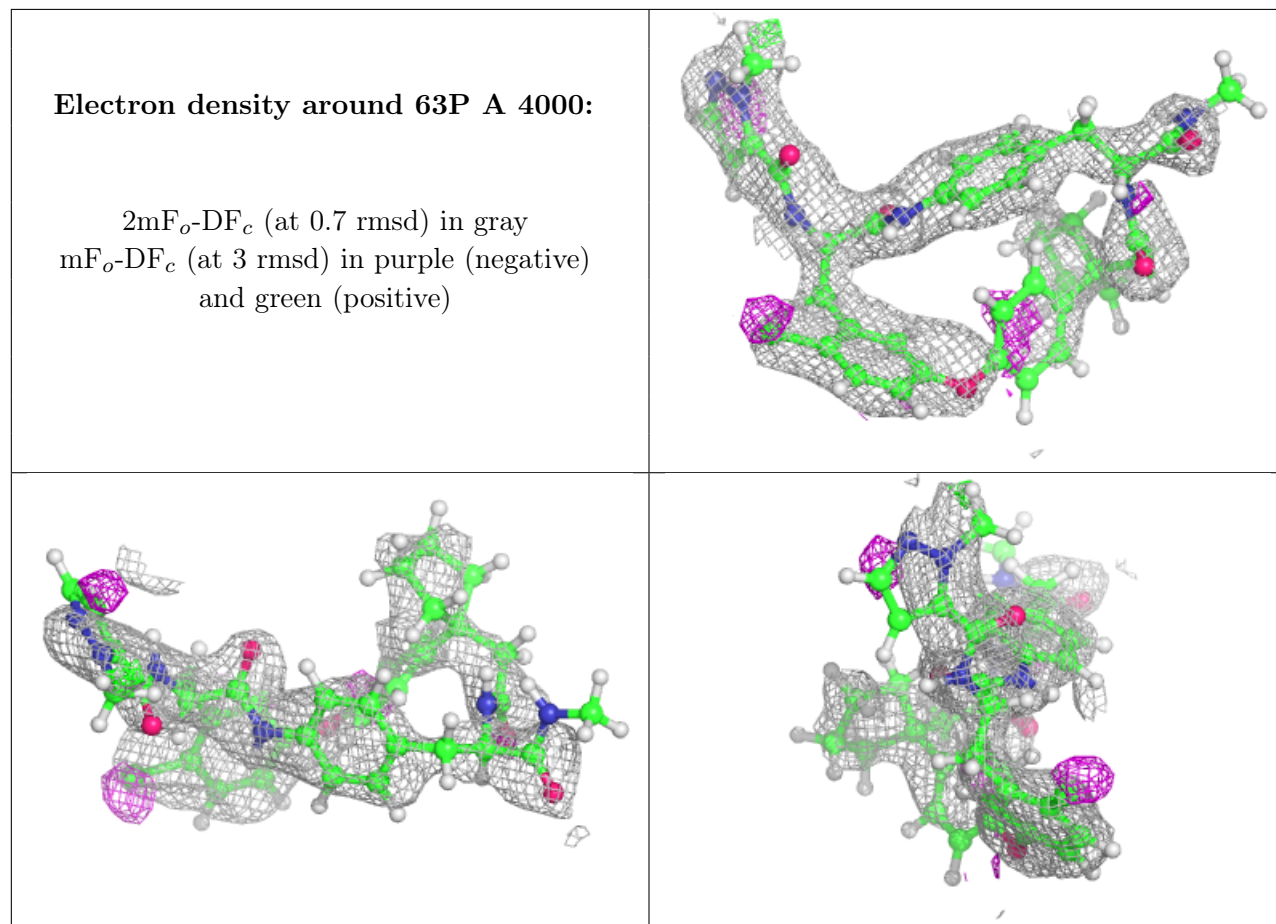 Electron density around 63P A 4000:
2mFₒ-DF𝒸 (at 0.7 rmsd) in gray
mFₒ-DF𝒸 (at 3 rmsd) in purple (negative)
and green (positive)